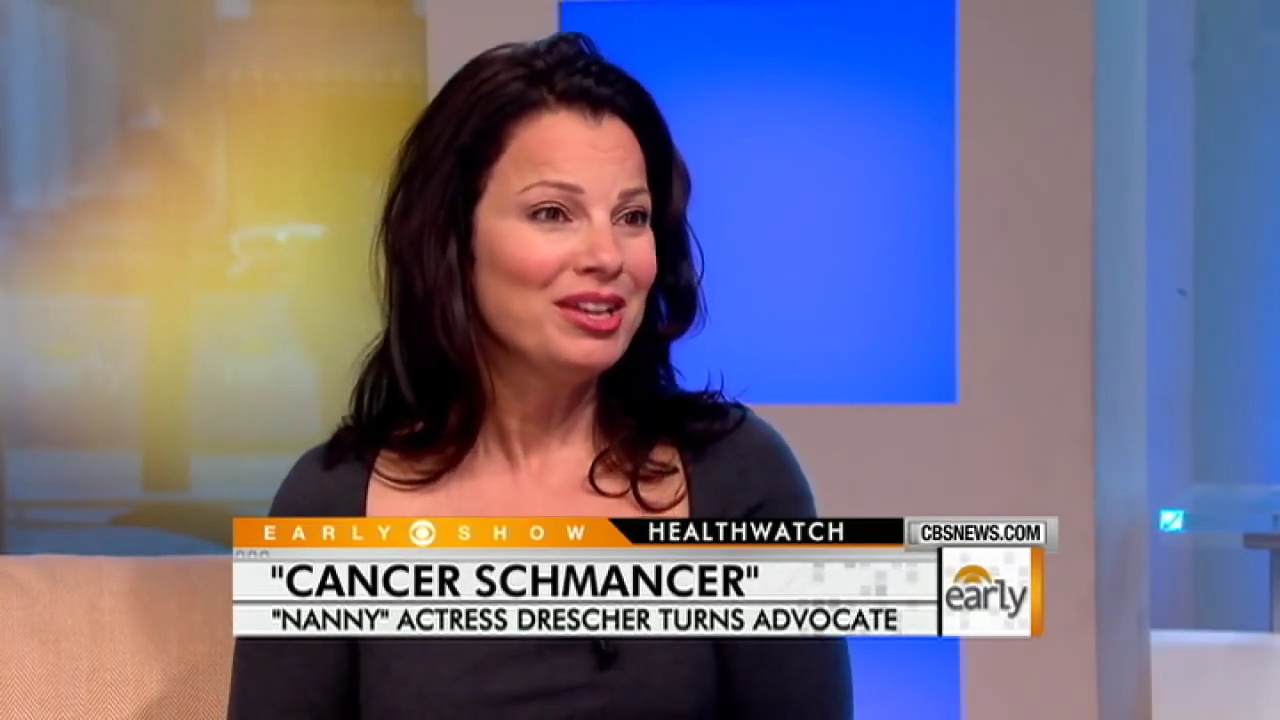 EARLY SHOW HEALTHWATCH CBSNEWS.COM
"CANCER SCHMANCER"
early
"NANNY" ACTRESS DRESCHER TURNS ADVOCATE